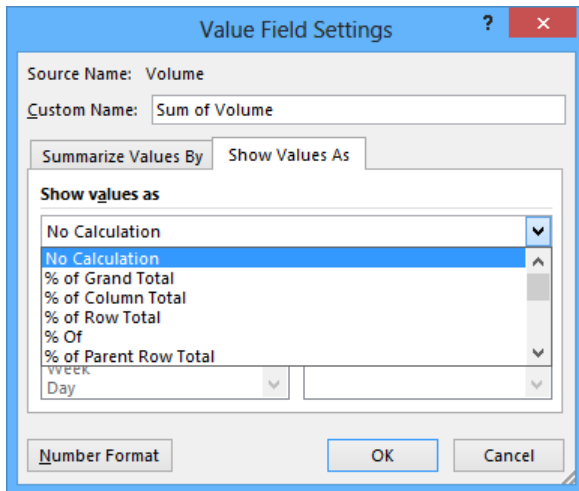 Value Field Settings
?
Source Name: Volume
Custom Name: Sum of Volume
Summarize Values By
Show Values As
Show values as
No Calculation
No Calculation
% of Grand Total
% of Column Total
% of Row Total
% Of
% of Parent Row Total
Week
Day
Number Format
OK
Cancel